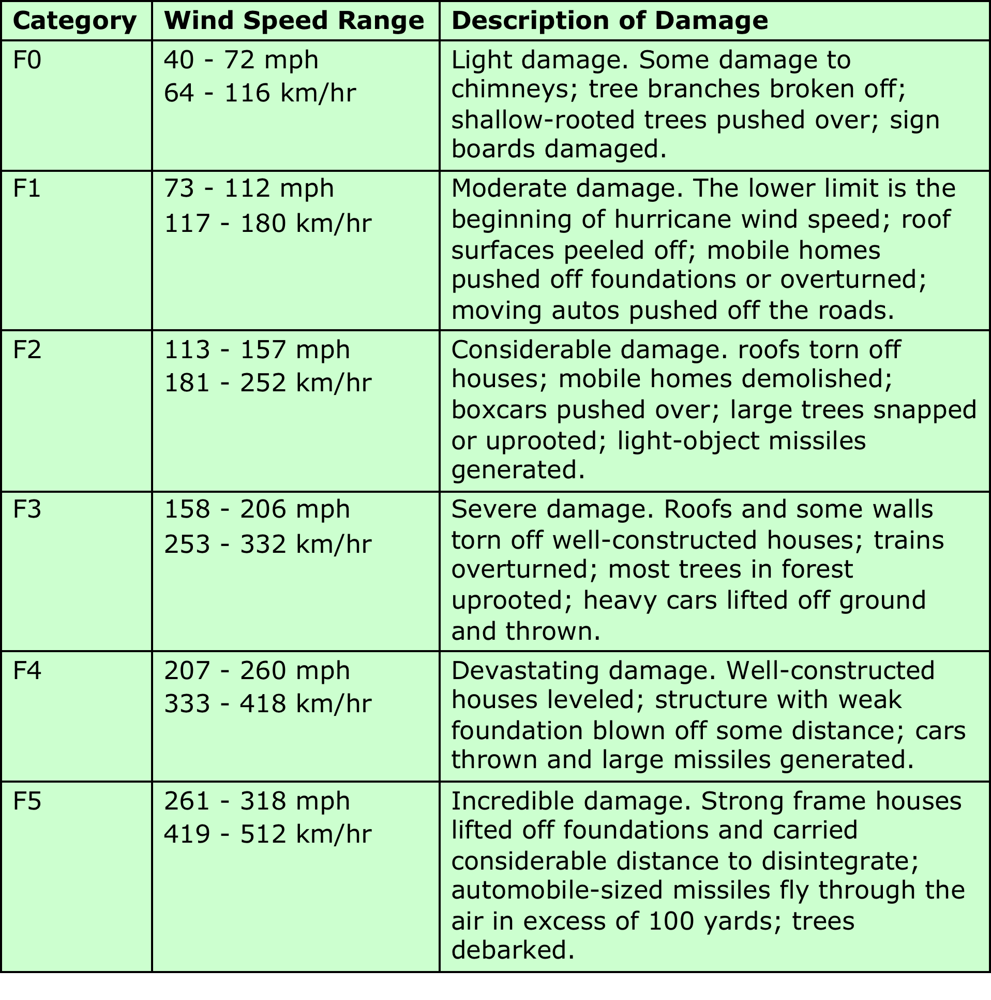 Category Wind Speed Range Description of Damage
F0 40 - 72 mph Light damage. Some damage to
64 - 116 km/hr chimneys; tree branches broken off;
shallow-rooted trees pushed over; sign
boards damaged.
F1 73 - 112 mph Moderate damage. The lower limit is the
117 - 180 km/hr beginning of hurricane wind speed; roof
surfaces peeled off; mobile homes
pushed off foundations or overturned;
moving autos pushed off the roads.
F2 113 - 157 mph Considerable damage. roofs torn off
181 - 252 km/hr houses; mobile homes demolished;
boxcars pushed over; large trees snapped
or uprooted; light-object missiles
generated.
F3 158 - 206 mph Severe damage. Roofs and some walls
253 - 332 km/hr torn off well-constructed houses; trains
overturned; most trees in forest
uprooted; heavy cars lifted off ground
and thrown.
F4 207 - 260 mph Devastating damage. Well-constructed
333 - 418 km/hr houses leveled; structure with weak
foundation blown off some distance; cars
thrown and large missiles generated.
F5 261 - 318 mph Incredible damage. Strong frame houses
419 - 512 km/hr lifted off foundations and carried
considerable distance to disintegrate;
automobile-sized missiles fly through the
air in excess of 100 yards; trees
debarked.